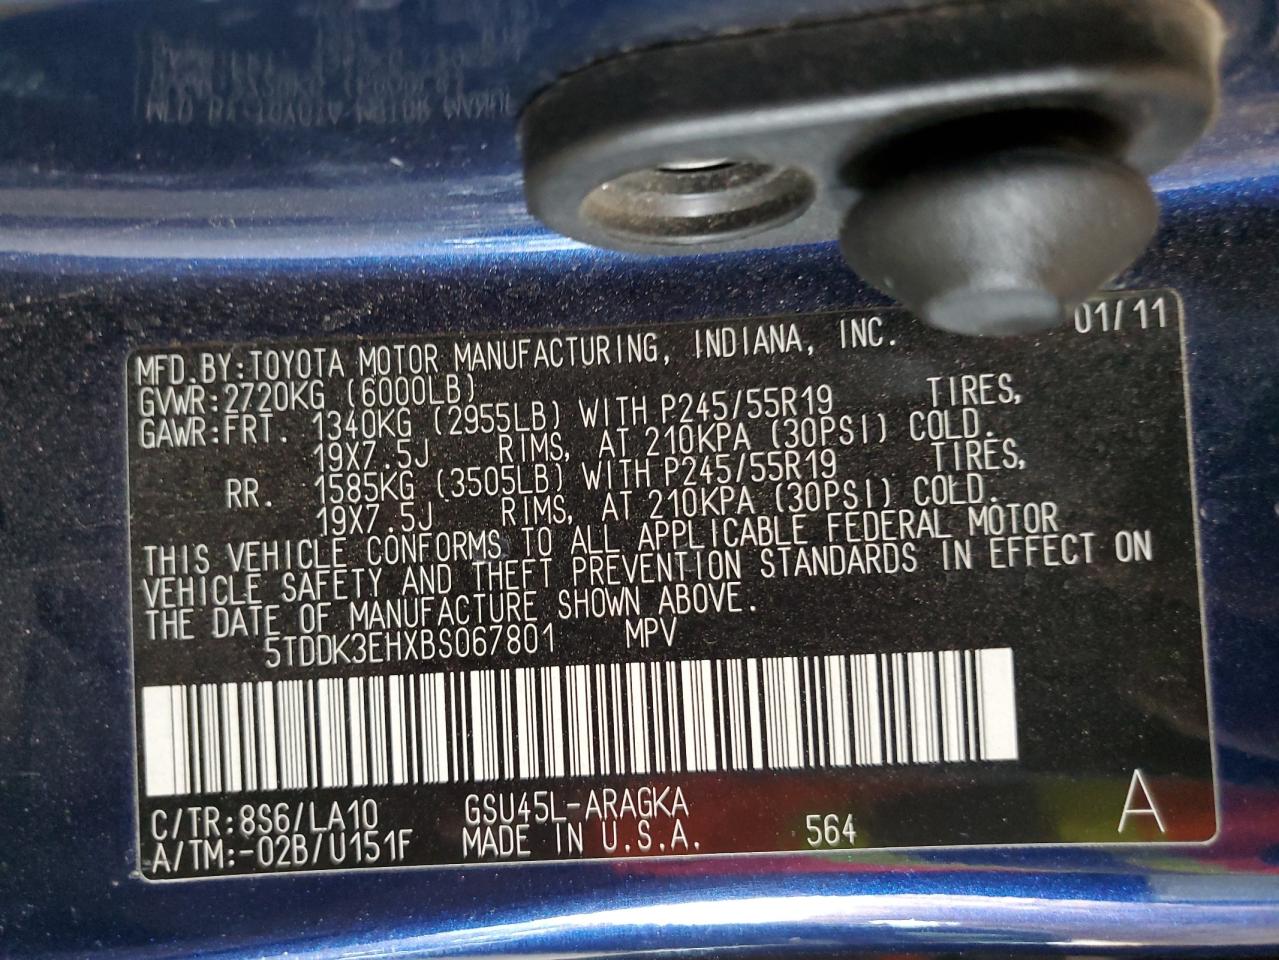 01/11
MFD.BY:TOYOTA MOTOR MANUFACTURING, INDIANA, INC.
GVWR:2720KG (6000LB)
GAWR:FRT. 1340KG (2955LB) WITH P245/55R19 TIRES,
19X7.5J RIMS, AT 210KPA (30PSI) COLD.
RR. 1585KG (3505LB) WITH P245/55R19 TIRES,
19X7.5J RIMS, AT 210KPA (30PSI) COLD.
THIS VEHICLE CONFORMS TO ALL APPLICABLE FEDERAL MOTOR
VEHICLE SAFETY AND THEFT PREVENTION STANDARDS IN EFFECT ON
THE DATE OF MANUFACTURE SHOWN ABOVE.
5TDDK3EHXBS067801 MPV
C/TR:8S6/LA10 GSU45L-ARAGKA
A/TM:-02B/U151F MADE IN U.S.A. 564 A